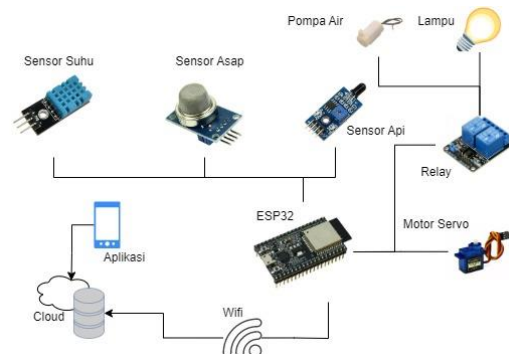 Pompa Air
Lampu
Sensor Suhu
Sensor Asap
Sensor Api
Relay
ESP32
Motor Servo
Aplikasi
Cloud
Wifi